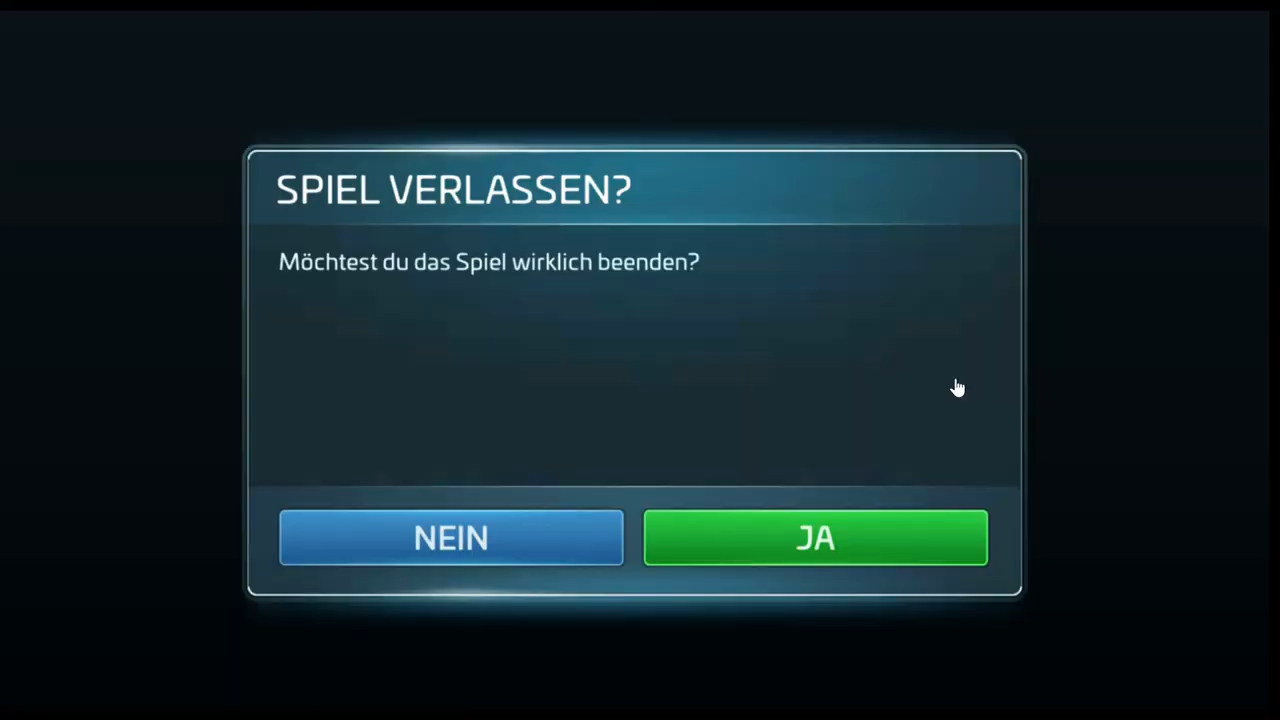 SPIEL VERLASSEN?
Möchtest du das Spiel wirklich beenden?
NEIN
JA